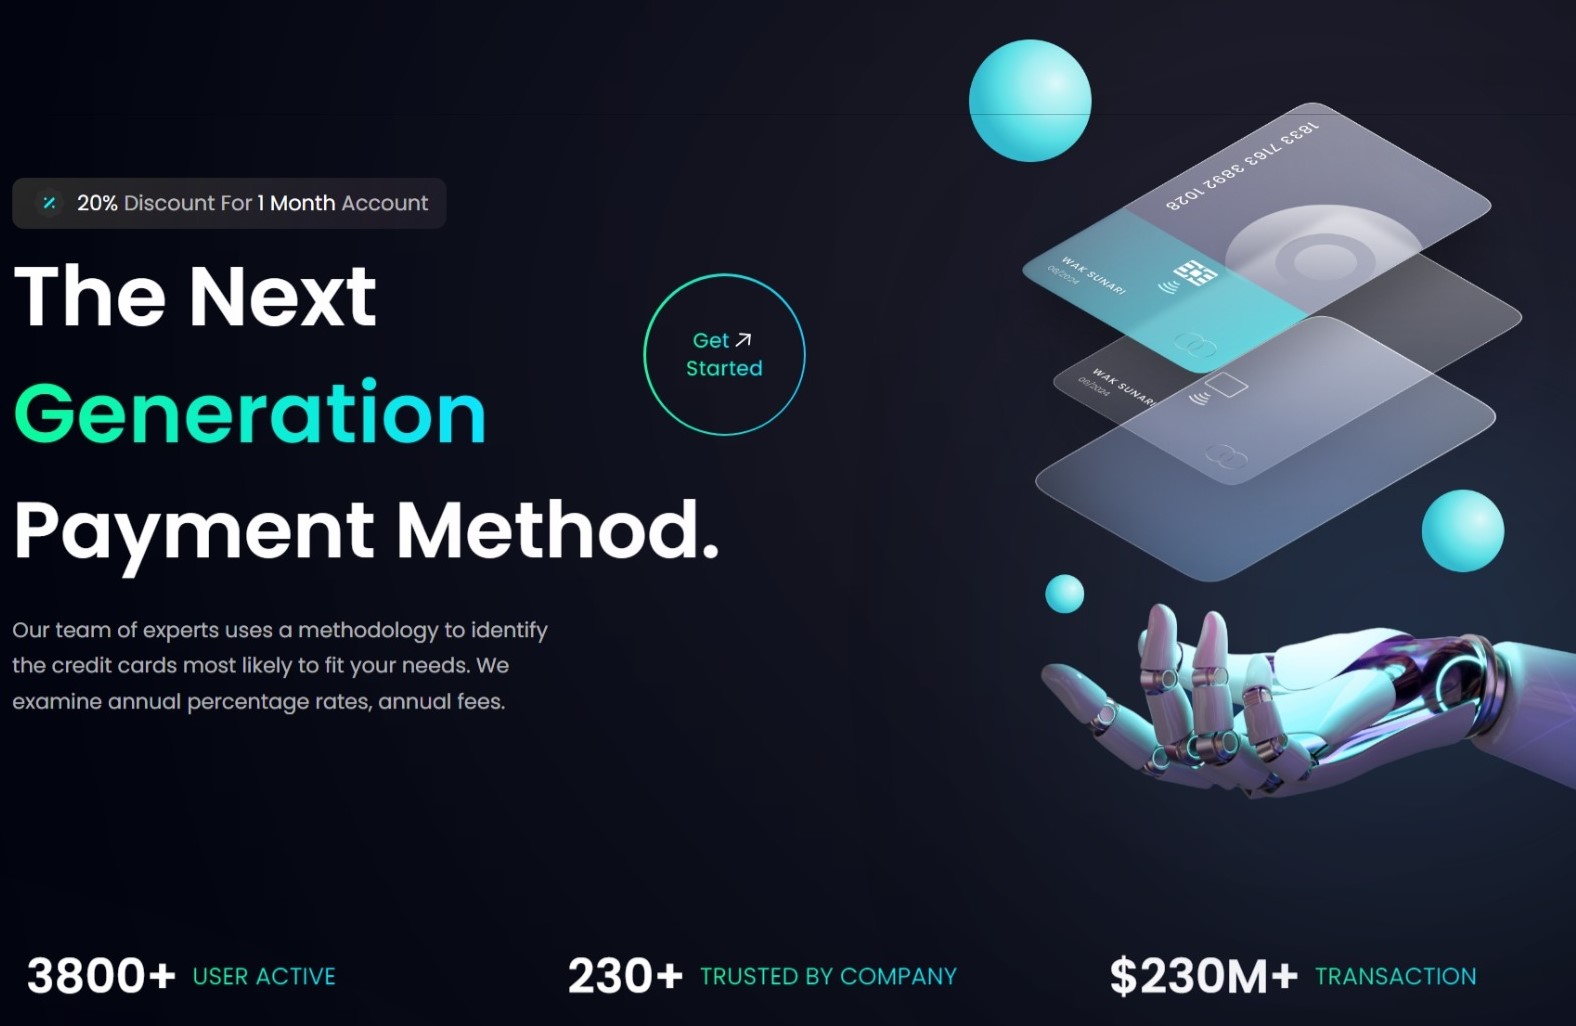 20% Discount For 1 Month Account
The Next
Generation
Payment Method.
Get
Started
Our team of experts uses a methodology to identify
the credit cards most likely to fit your needs. We
examine annual percentage rates, annual fees.
1833 7163 3892 1028
WAK SUNARI
06/2024
WAK SUNARI
06/2024
3800+ USER ACTIVE
230+ TRUSTED BY COMPANY
$230M+ TRANSACTION